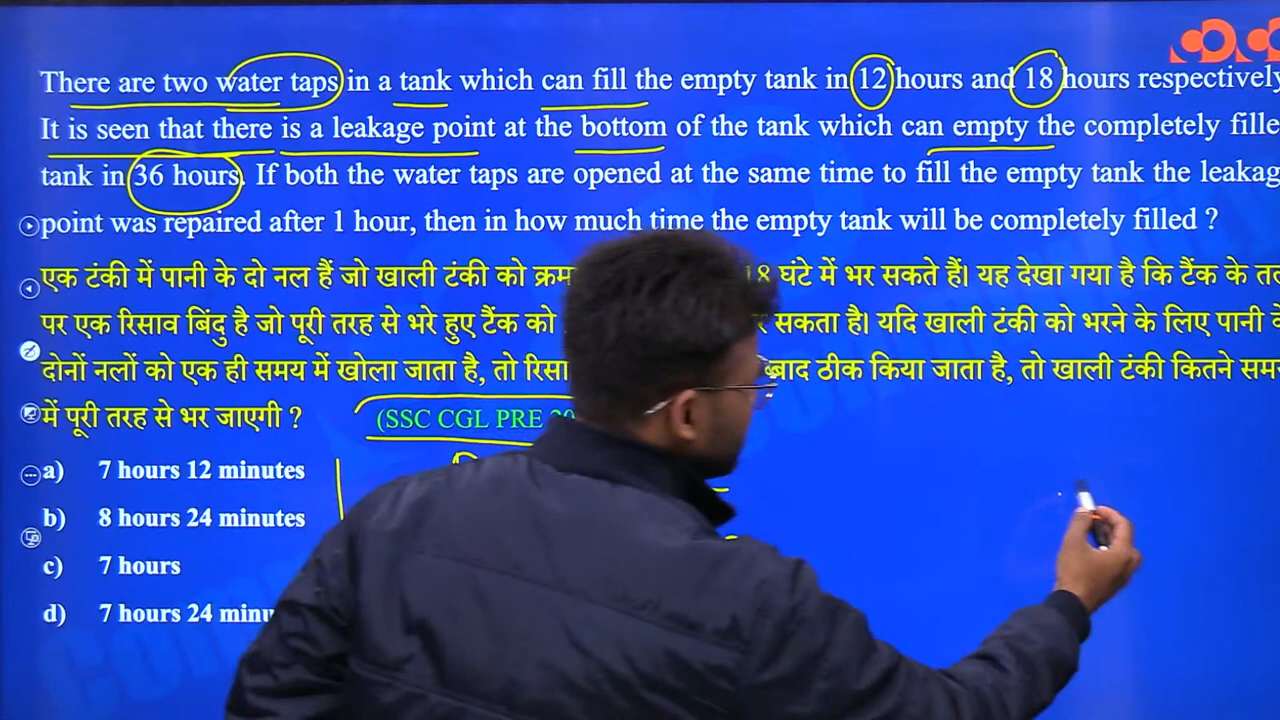 There are two water taps in a tank which can fill the empty tank in 12 hours and 18 hours respectively
It is seen that there is a leakage point at the bottom of the tank which can empty the completely fille
tank in 36 hours. If both the water taps are opened at the same time to fill the empty tank the leakag
point was repaired after 1 hour, then in how much time the empty tank will be completely filled ?
एक टंकी में पानी के दो नल हैं जो खाली टंकी को 18 घंटे में भर सकते हैं। यह देखा गया है कि टैंक के
पर एक रिसाव बिंदु है जो पूरी तरह से भरे हुए टैंक को सकता है। यदि खाली टंकी को भरने के लिए पानी
दोनों नलों को एक ही समय में खोला जाता है, तो ठीक किया जाता है, तो खाली टंकी कितने
में पूरी तरह से भर जाएगी ? (SSC CGL PRE
a) 7 hours 12 minutes
b) 8 hours 24 minutes
c) 7 hours
d) 7 hours 24 minu